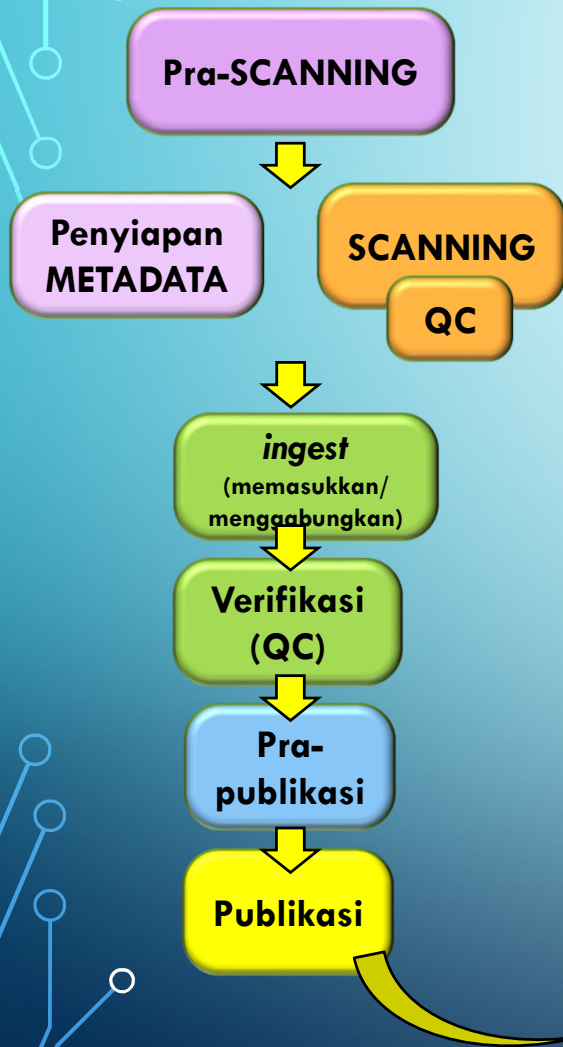 Pra-SCANNING
Penyiapan
METADATA
SCANNING
QC
ingest
(memasukkan/
menggabungkan)
Verifikasi
(QC)
Pra-
publikasi
Publikasi